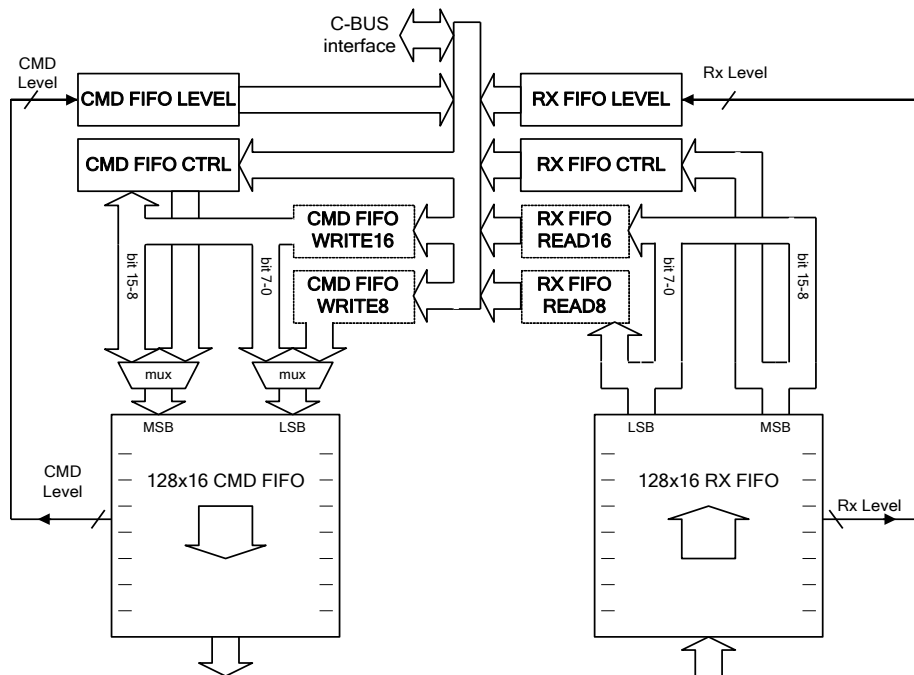 C-BUS
interface
CMD
Level
CMD FIFO LEVEL
RX FIFO LEVEL
Rx Level
CMD FIFO CTRL
RX FIFO CTRL
CMD FIFO
WRITE16
RX FIFO
READ16
bit 15-8
bit 7-0
bit 7-0
bit 15-8
CMD FIFO
WRITE8
RX FIFO
READ8
mux
mux
MSB
LSB
LSB
MSB
128x16 CMD FIFO
128x16 RX FIFO
CMD
Level
Rx Level